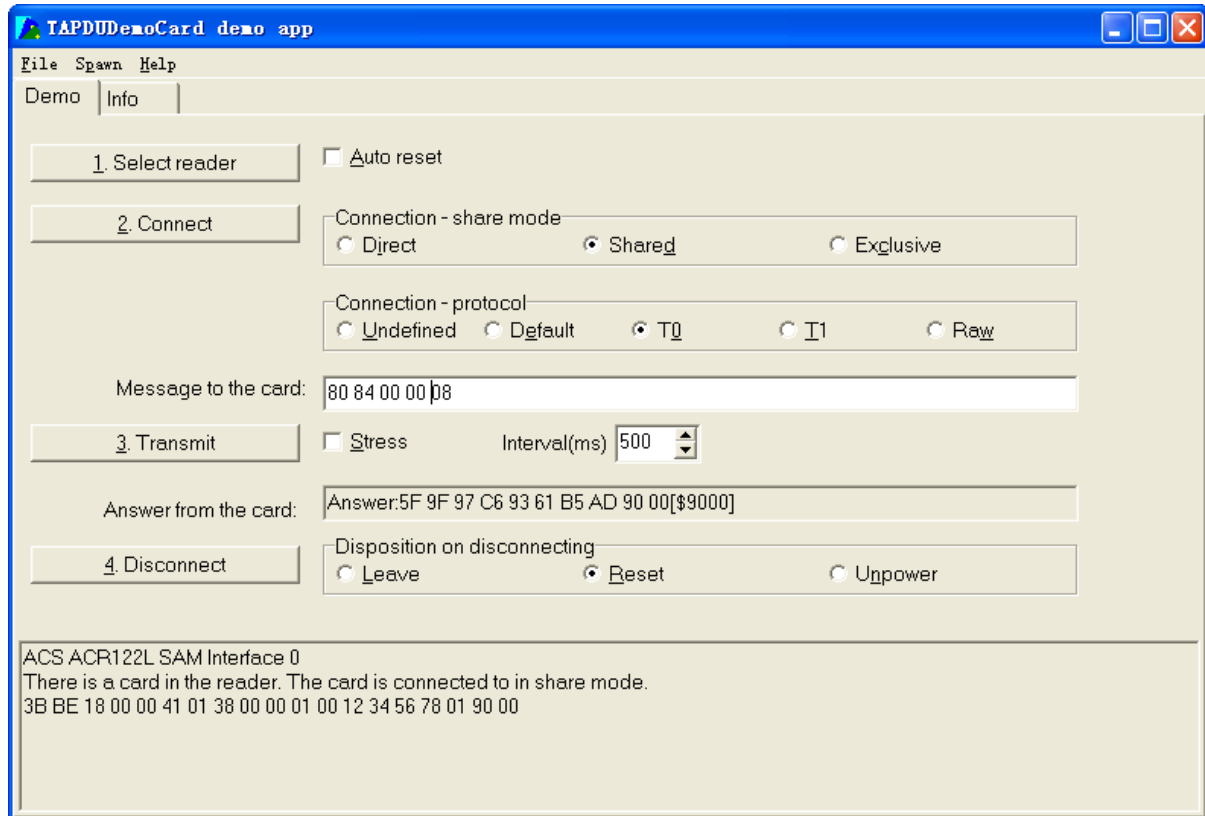 TAPDUDemoCard demo app
File Spawn Help
Demo Info
1. Select reader Auto reset
2. Connect Connection - share mode
Direct Shared Exclusive
Connection - protocol
Undefined Default T0 T1 Raw
Message to the card: 80 84 00 00 08
3. Transmit Stress Interval(ms) 500
Answer from the card: Answer:5F 9F 97 C6 93 61 B5 AD 90 00[$9000]
4. Disconnect Disposition on disconnecting
Leave Reset Unpower
ACS ACR122L SAM Interface 0
There is a card in the reader. The card is connected to in share mode.
3B BE 18 00 00 41 01 38 00 00 01 00 12 34 56 78 01 90 00